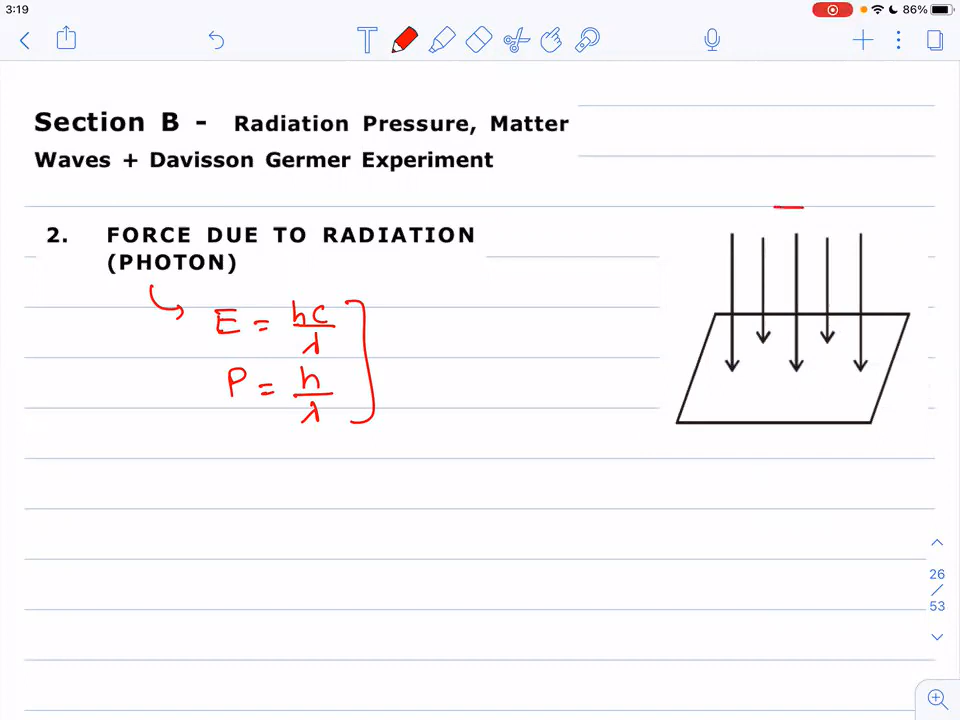 3:19
86%
T
Section B - Radiation Pressure, Matter
Waves + Davisson Germer Experiment
2. FORCE DUE TO RADIATION
(PHOTON)
E = hc/λ
P = h/λ
26
/
53